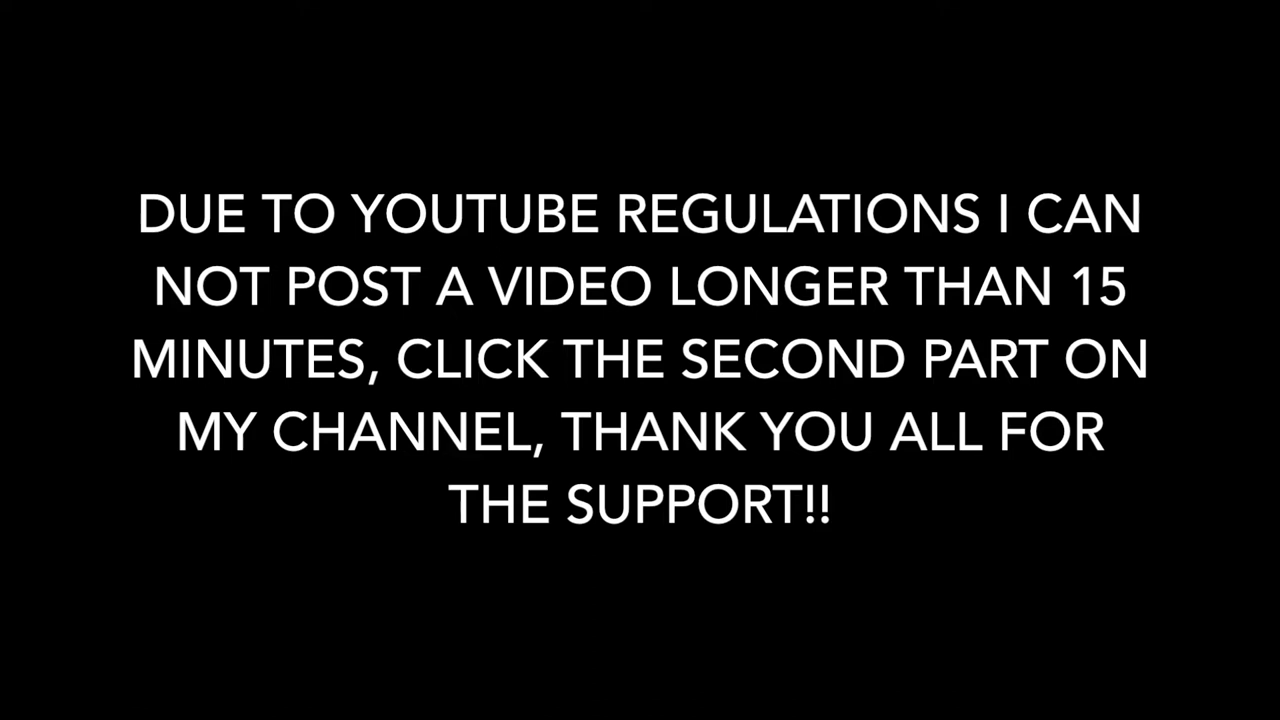 DUE TO YOUTUBE REGULATIONS I CAN
NOT POST A VIDEO LONGER THAN 15
MINUTES, CLICK THE SECOND PART ON
MY CHANNEL, THANK YOU ALL FOR
THE SUPPORT!!